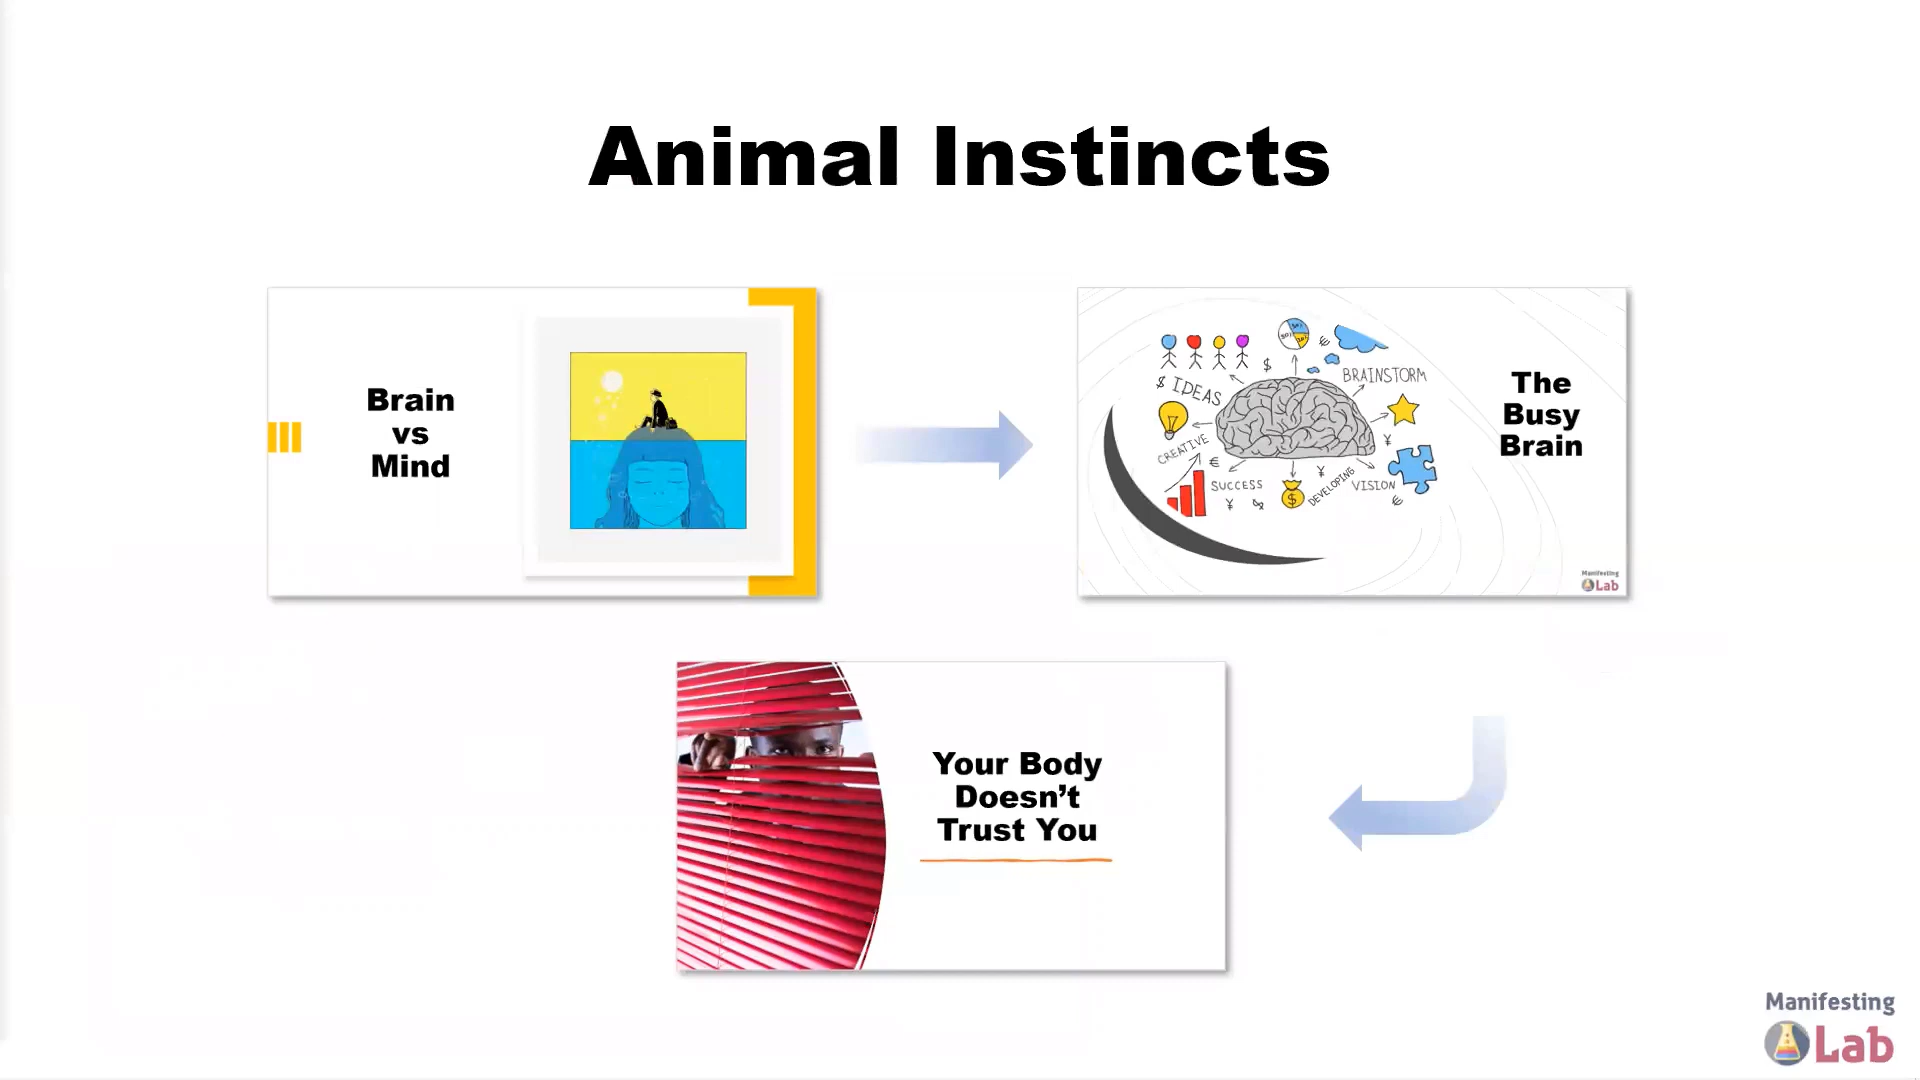 Animal Instincts
Brain
vs
Mind
50%
$
€
$ IDEAS
BRAINSTORM
The
Busy
Brain
CREATIVE
¥
€
SUCCESS
¥
DEVELOPING
VISION
$
¥
€
Manifesting
Lab
Your Body
Doesn’t
Trust You
Manifesting
Lab